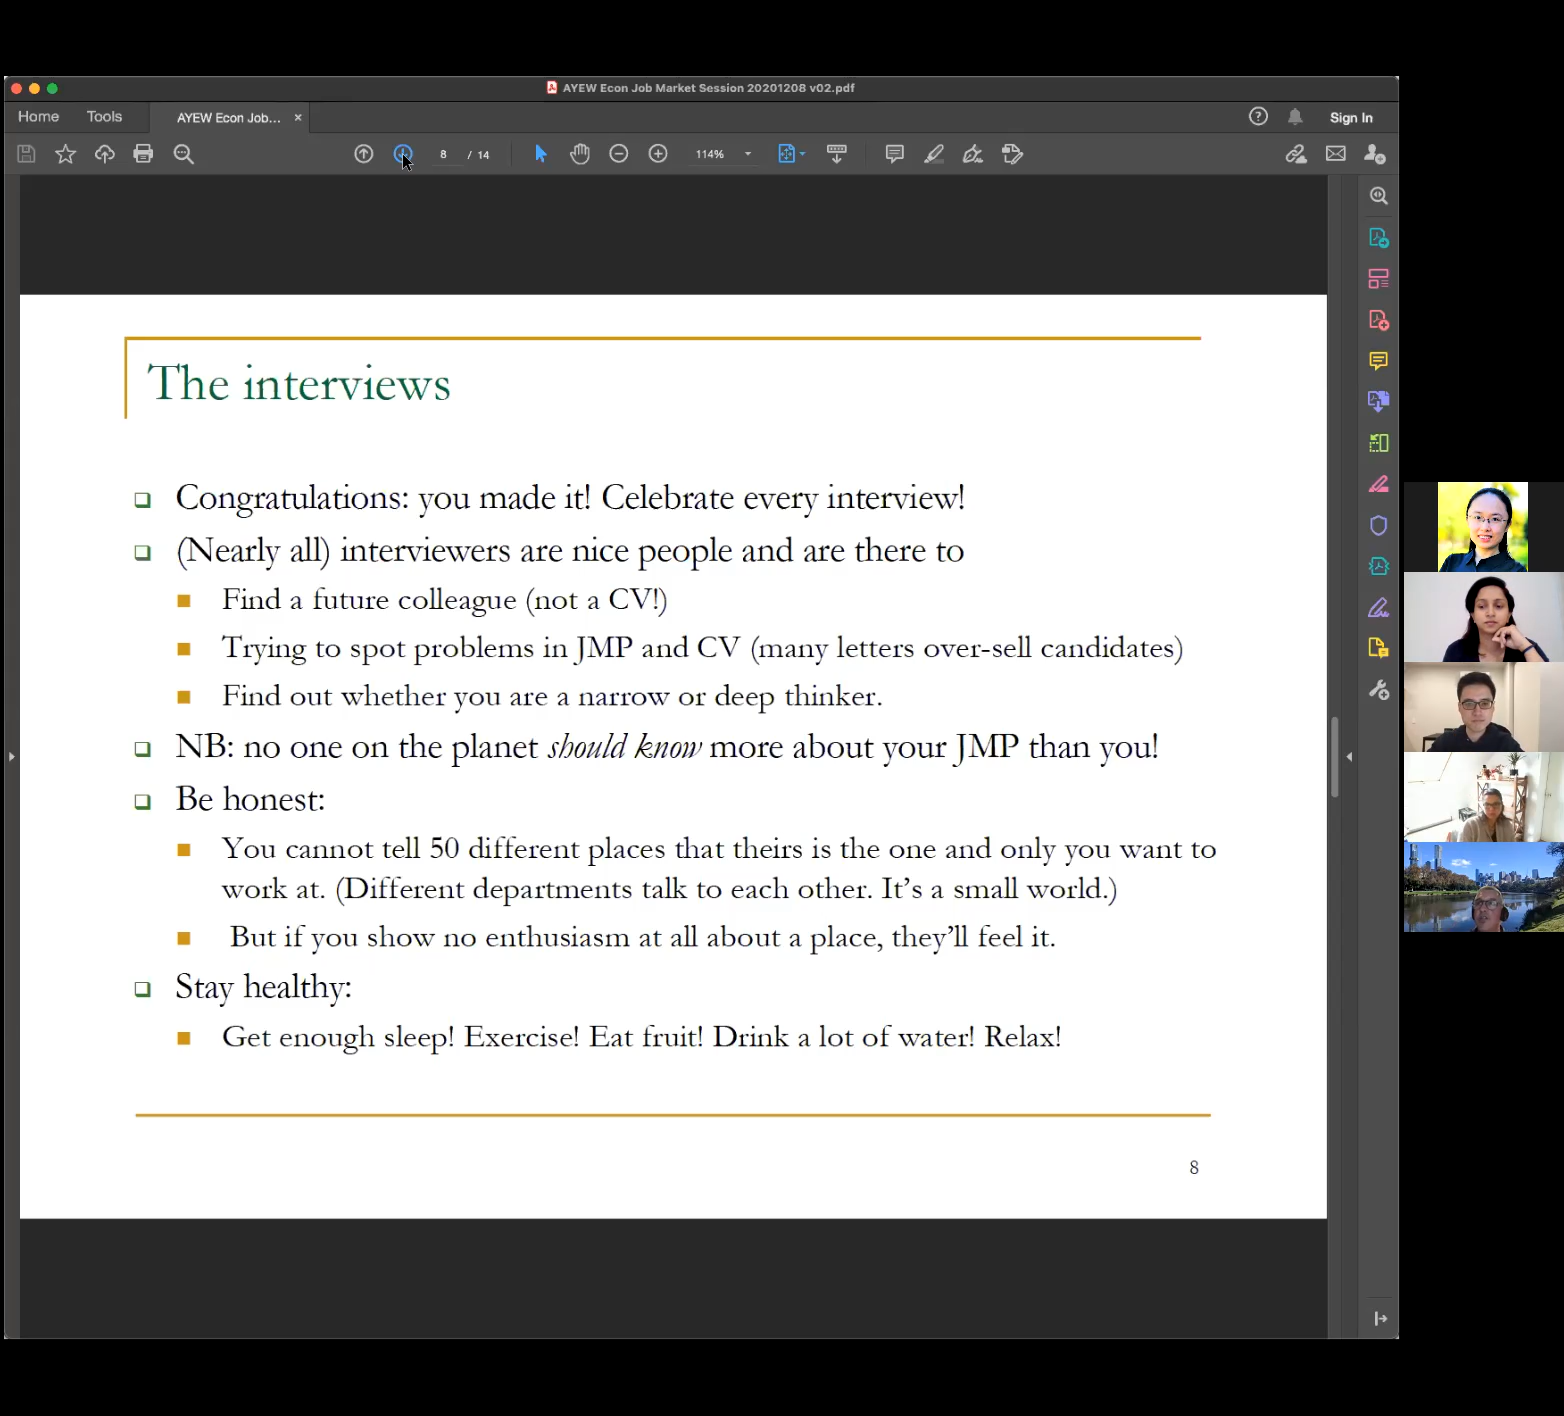 AYEW Econ Job Market Session 20201208 v02.pdf
Home Tools AYEW Econ Job... × ? Sign In
8 / 14 114%
The interviews
Congratulations: you made it! Celebrate every interview!
(Nearly all) interviewers are nice people and are there to
Find a future colleague (not a CV!)
Trying to spot problems in JMP and CV (many letters over-sell candidates)
Find out whether you are a narrow or deep thinker.
NB: no one on the planet should know more about your JMP than you!
Be honest:
You cannot tell 50 different places that theirs is the one and only you want to
work at. (Different departments talk to each other. It’s a small world.)
But if you show no enthusiasm at all about a place, they’ll feel it.
Stay healthy:
Get enough sleep! Exercise! Eat fruit! Drink a lot of water! Relax!
8